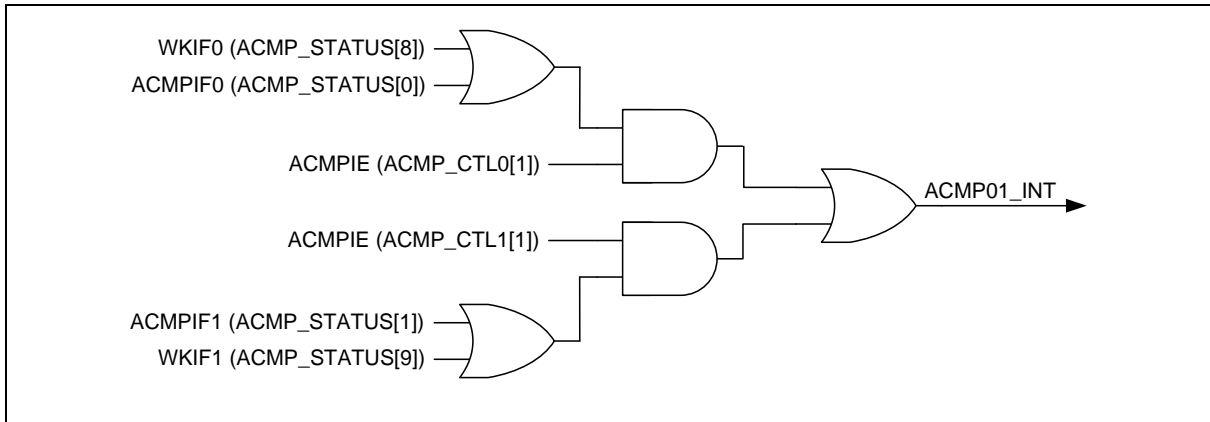 WKIF0 (ACMP_STATUS[8])
ACMPIF0 (ACMP_STATUS[0])
ACMPIE (ACMP_CTL0[1])
ACMP01_INT
ACMPIE (ACMP_CTL1[1])
ACMPIF1 (ACMP_STATUS[1])
WKIF1 (ACMP_STATUS[9])